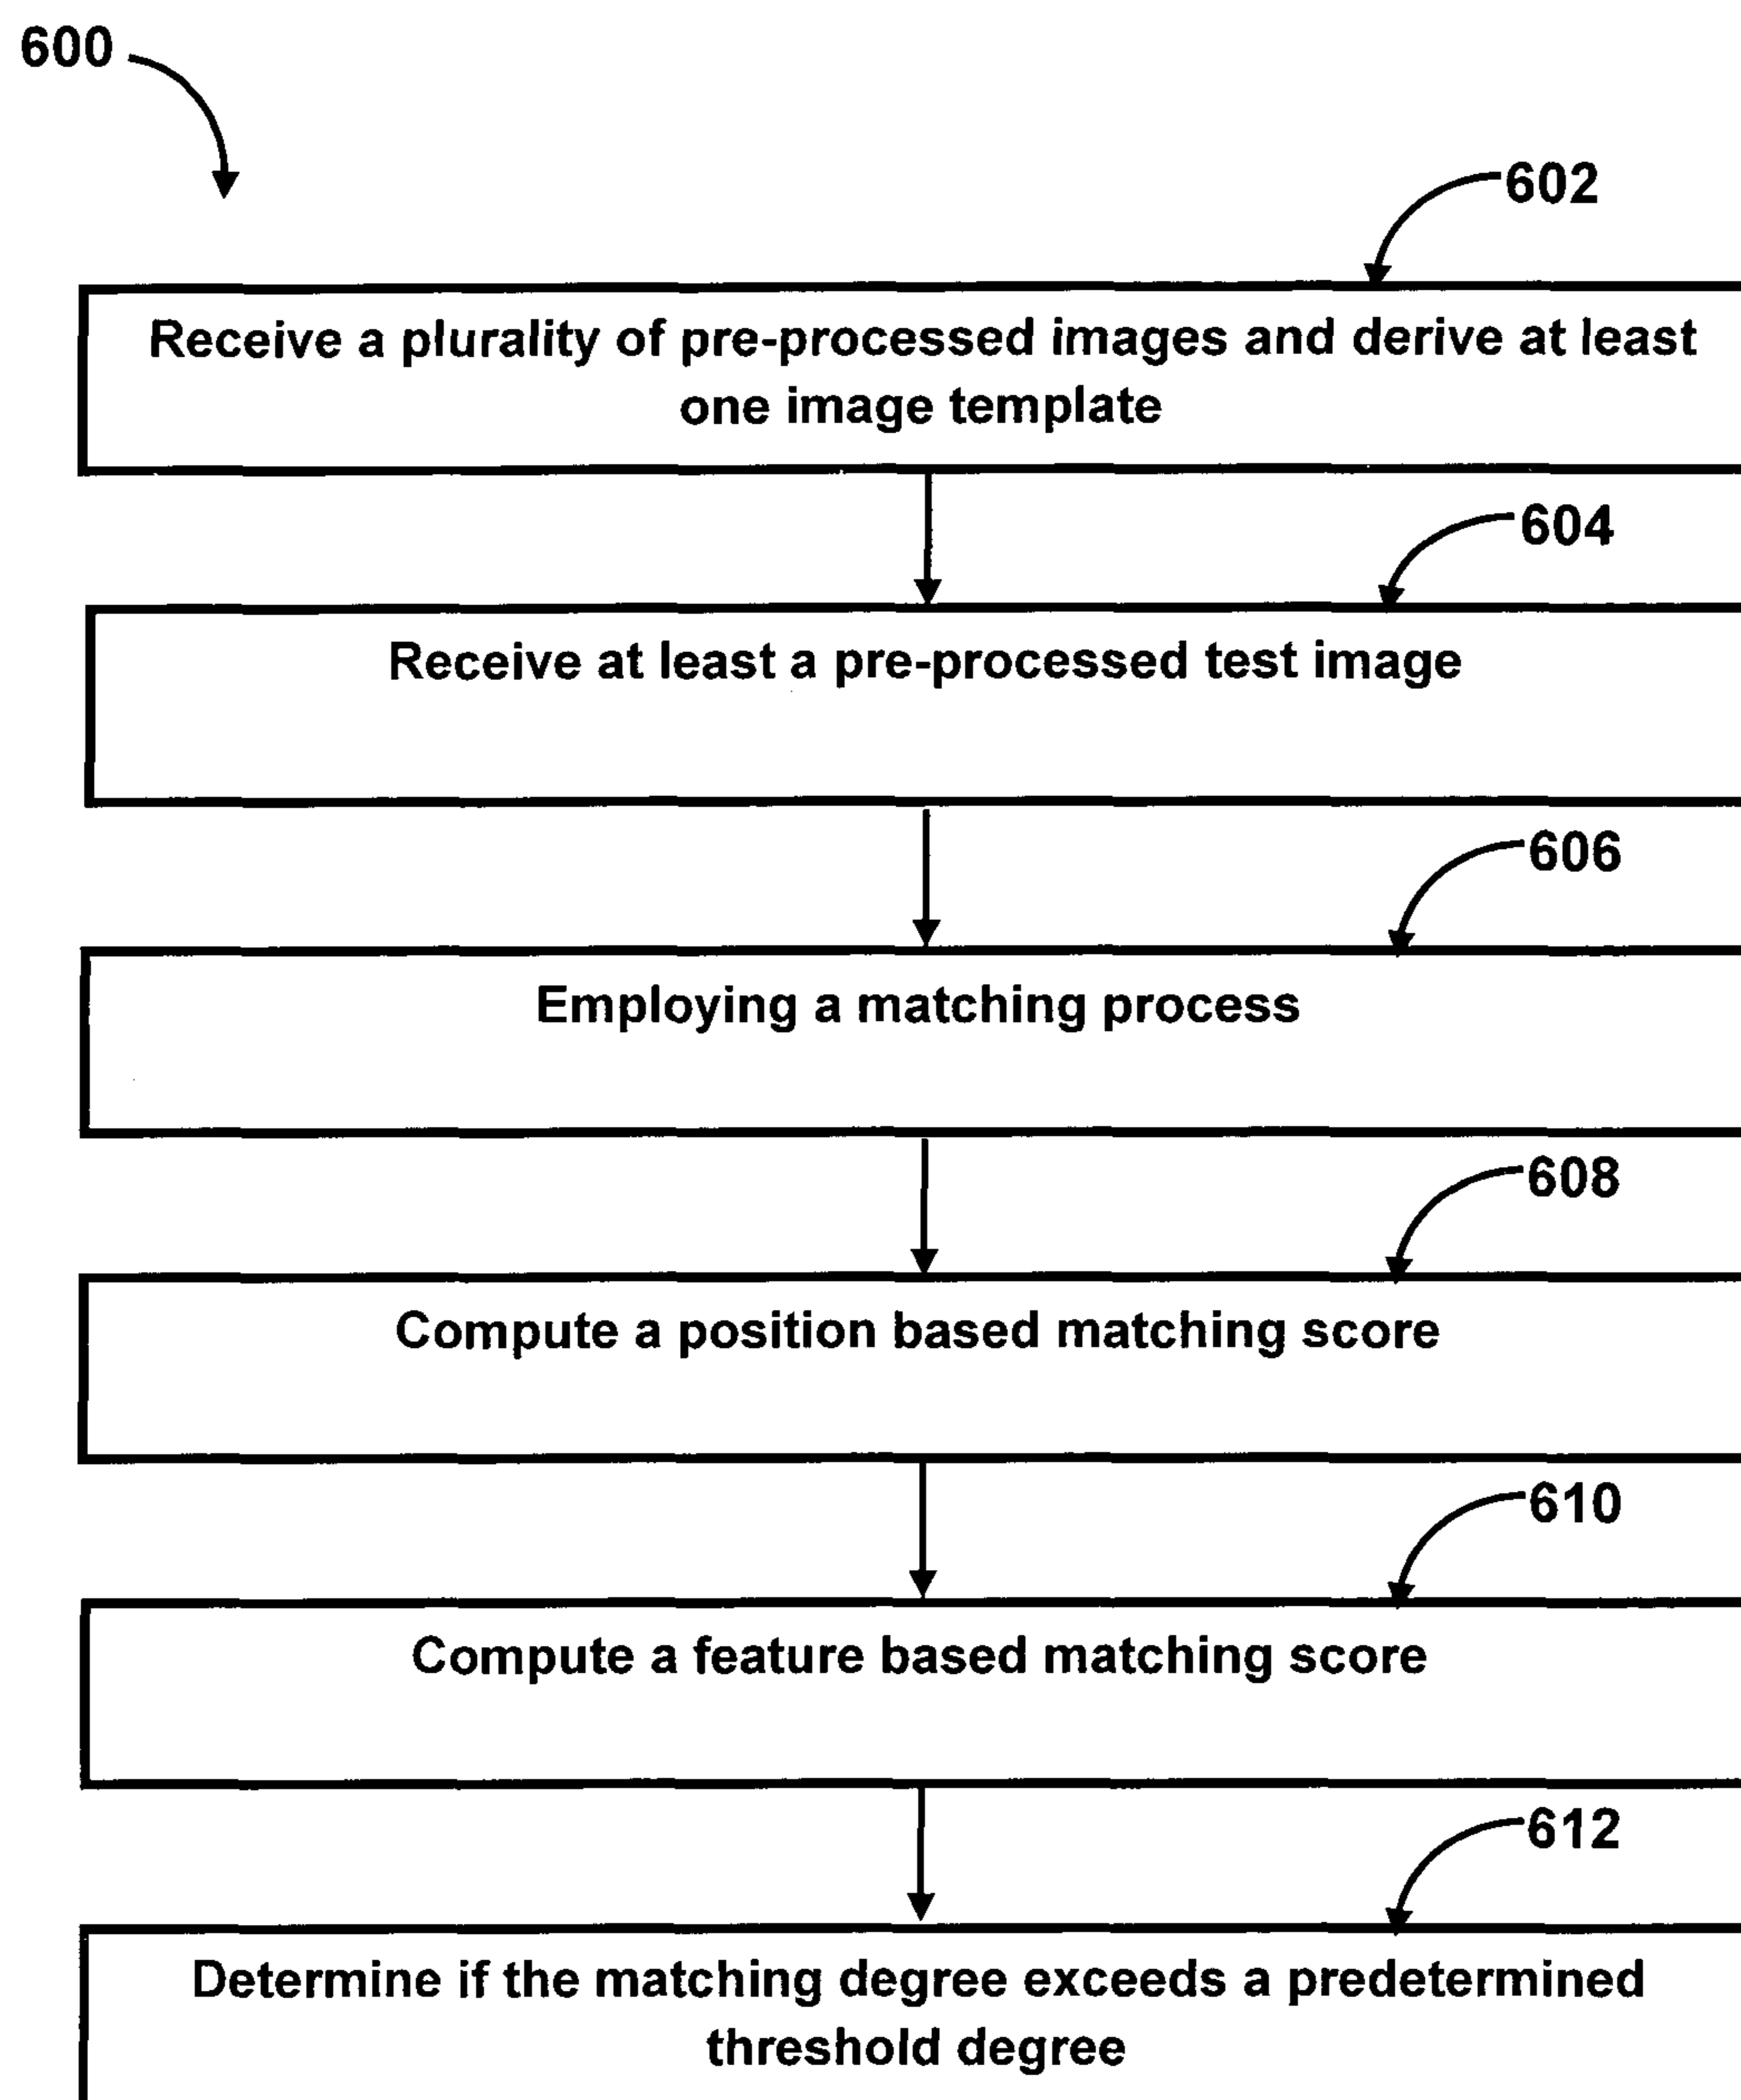 600
602
Receive a plurality of pre-processed images and derive at least
one image template
604
Receive at least a pre-processed test image
606
Employing a matching process
608
Compute a position based matching score
610
Compute a feature based matching score
612
Determine if the matching degree exceeds a predetermined
threshold degree